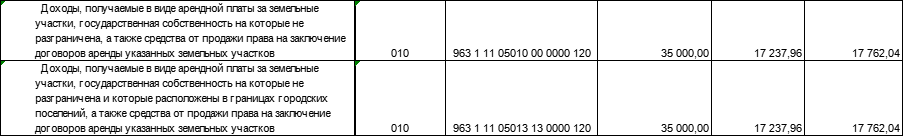 Доходы, получаемые в виде арендной платы за земельные
участки, государственная собственность на которые не
разграничена, а также средства от продажи права на заключение
договоров аренды указанных земельных участков 010 963 1 11 05010 00 0000 120 35 000,00 17 237,96 17 762,04
Доходы, получаемые в виде арендной платы за земельные
участки, государственная собственность на которые не
разграничена и которые расположены в границах городских
поселений, а также средства от продажи права на заключение
договоров аренды указанных земельных участков 010 963 1 11 05013 13 0000 120 35 000,00 17 237,96 17 762,04